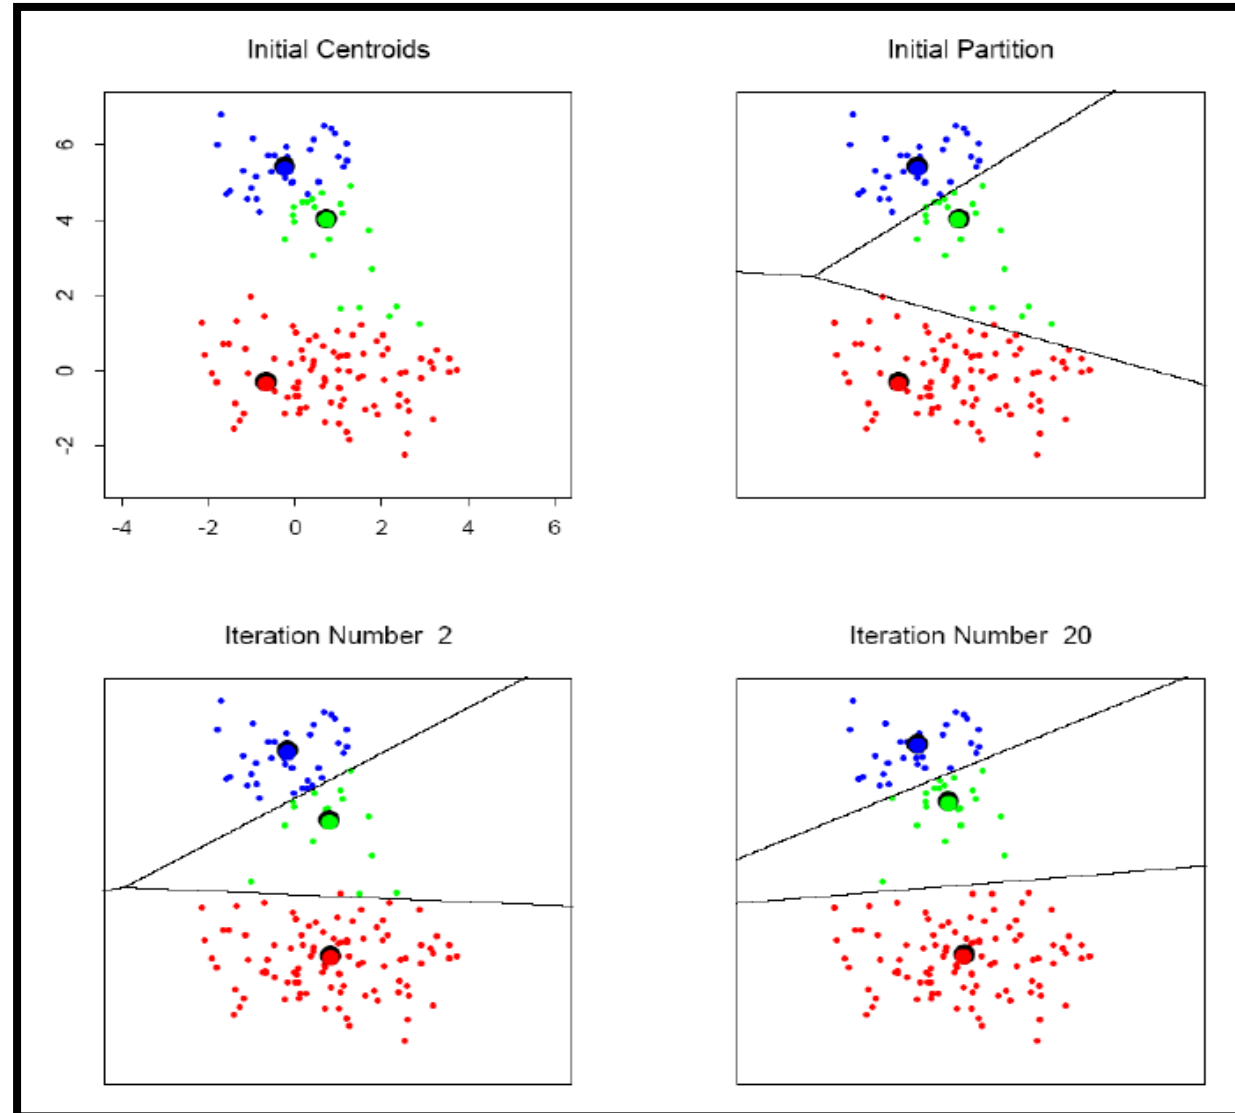 Initial Centroids
Initial Partition
6
4
2
0
-2
-4 -2 0 2 4 6
Iteration Number 2
Iteration Number 20